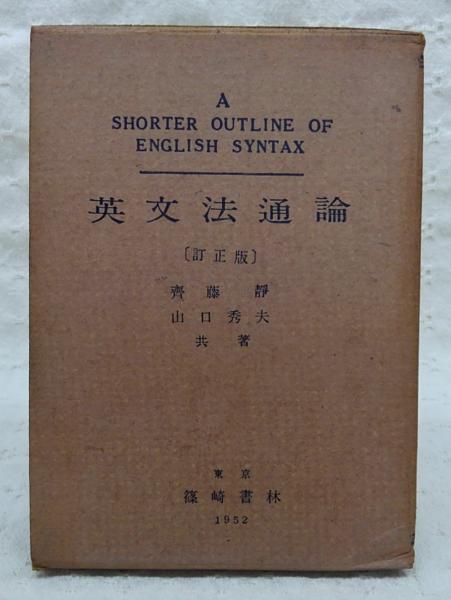 A
SHORTER OUTLINE OF
ENGLISH SYNTAX
英文法通論
〔訂正版〕
齊藤靜
山口秀夫
共著
東京
篠崎書林
1952